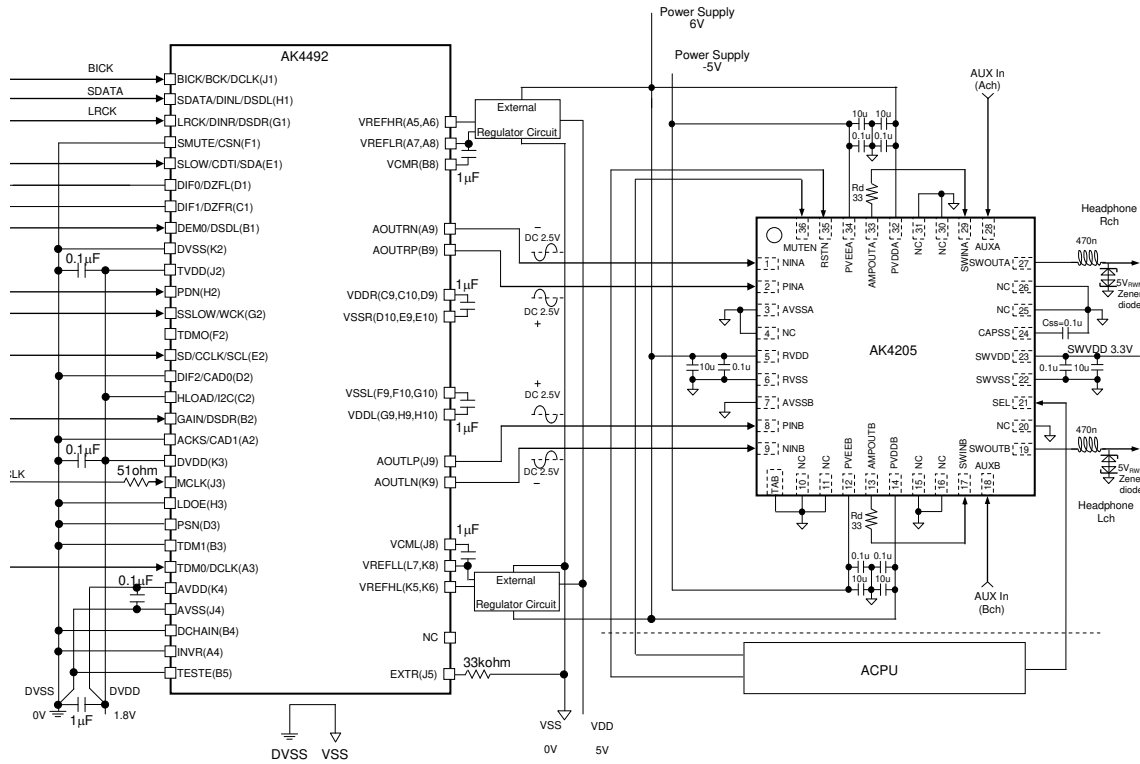 Power Supply
6V
Power Supply
-5V
AK4492
BICK
SDATA
LRCK
BICK/BCK/DCLK(J1)
SDATA/DINL/DSDL(H1)
LRCK/DINR/DSDR(G1)
SMUTE/CSN(F1)
SLOW/CDTI/SDA(E1)
DIF0/DZFL(D1)
DIF1/DZFR(C1)
DEM0/DSDL(B1)
DVSS(K2)
0.1µF
TVDD(J2)
PDN(H2)
SSLOW/WCK(G2)
TDMO(F2)
SD/CCLK/SCL(E2)
DIF2/CAD0(D2)
HLOAD/I2C(C2)
GAIN/DSDR(B2)
ACKS/CAD1(A2)
0.1µF
DVDD(K3)
CLK
51ohm
MCLK(J3)
LDOE(H3)
PSN(D3)
TDM1(B3)
TDM0/DCLK(A3)
0.1µF
AVDD(K4)
AVSS(J4)
DCHAIN(B4)
INVR(A4)
TESTE(B5)
DVSS
0V
1µF
DVDD
1.8V
DVSS
VSS
VREFHR(A5,A6)
VREFLR(A7,A8)
VCMR(B8)
1µF
External
Regulator Circuit
AOUTRN(A9)
AOUTRP(B9)
−
DC 2.5V
VDDR(C9,C10,D9)
VSSR(D10,E9,E10)
1µF
DC 2.5V
+
VSSL(F9,F10,G10)
VDDL(G9,H9,H10)
1µF
+
DC 2.5V
AOUTLP(J9)
AOUTLN(K9)
DC 2.5V
−
VCML(J8)
1µF
VREFLL(L7,K8)
VREFHL(K5,K6)
External
Regulator Circuit
NC
EXTR(J5)
33kohm
VSS
0V
VDD
5V
AUX In
(Ach)
10u
10u
0.1u
0.1u
Rd
33
36
35
34
33
32
31
30
29
28
MUTEN
RSTN
PVEEA
AMPOUTA
PVDDA
NC
NC
SWINA
AUXA
AK4205
1 NINA
2 PINA
3 AVSSA
4 NC
5 RVDD
6 RVSS
7 AVSSB
8 PINB
9 NINB
10u
0.1u
SWOUTA 27
NC 26
NC 25
CAPSS 24
SWVDD 23
SWVSS 22
SEL 21
NC 20
SWOUTB 19
Headphone
Rch
470n
5VRWM
Zener
diode
Css=0.1u
SWVDD 3.3V
0.1u
10u
470n
5VRWM
Zener
diode
Headphone
Lch
TAB
NC
NC
PVEEB
AMPOUTB
PVDDB
NC
NC
SWINB
AUXB
10
11
12
13
14
15
16
17
18
Rd
33
0.1u
0.1u
10u
10u
AUX In
(Bch)
ACPU